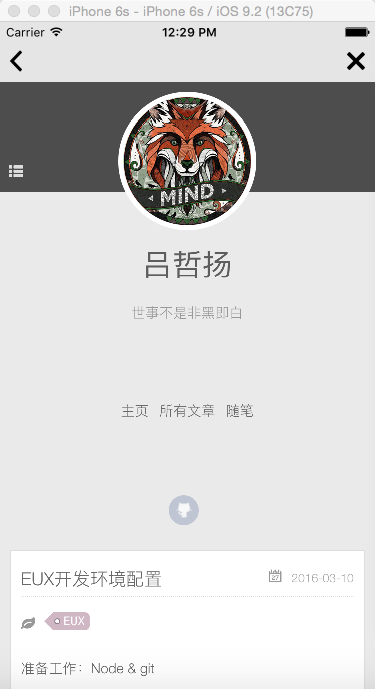 iPhone 6s - iPhone 6s / iOS 9.2 (13C75)
Carrier 12:29 PM
MIND
吕哲扬
世事不是非黑即白
主页 所有文章 随笔
EUX开发环境配置 27 2016-03-10
EUX
准备工作：Node & git